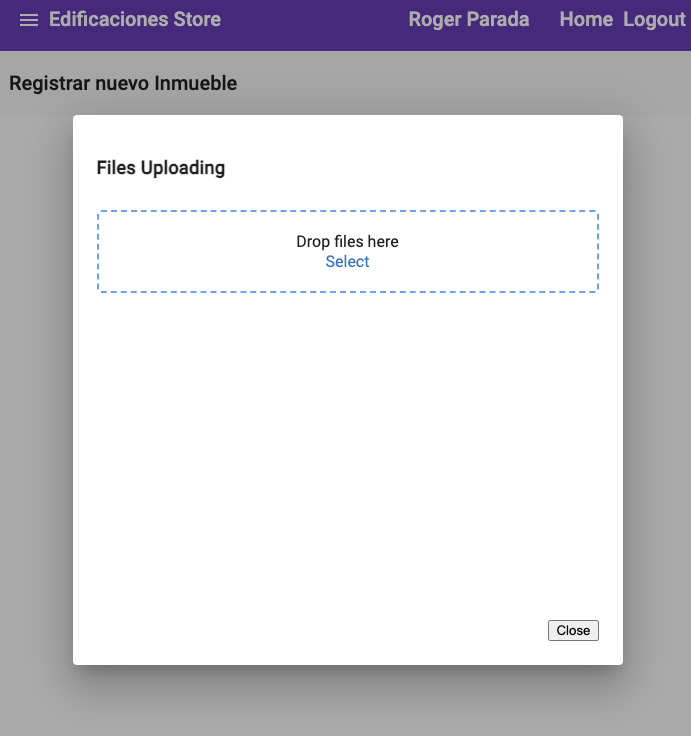 Edificaciones Store Roger Parada Home Logout
Registrar nuevo Inmueble
Files Uploading
Drop files here
Select
Close